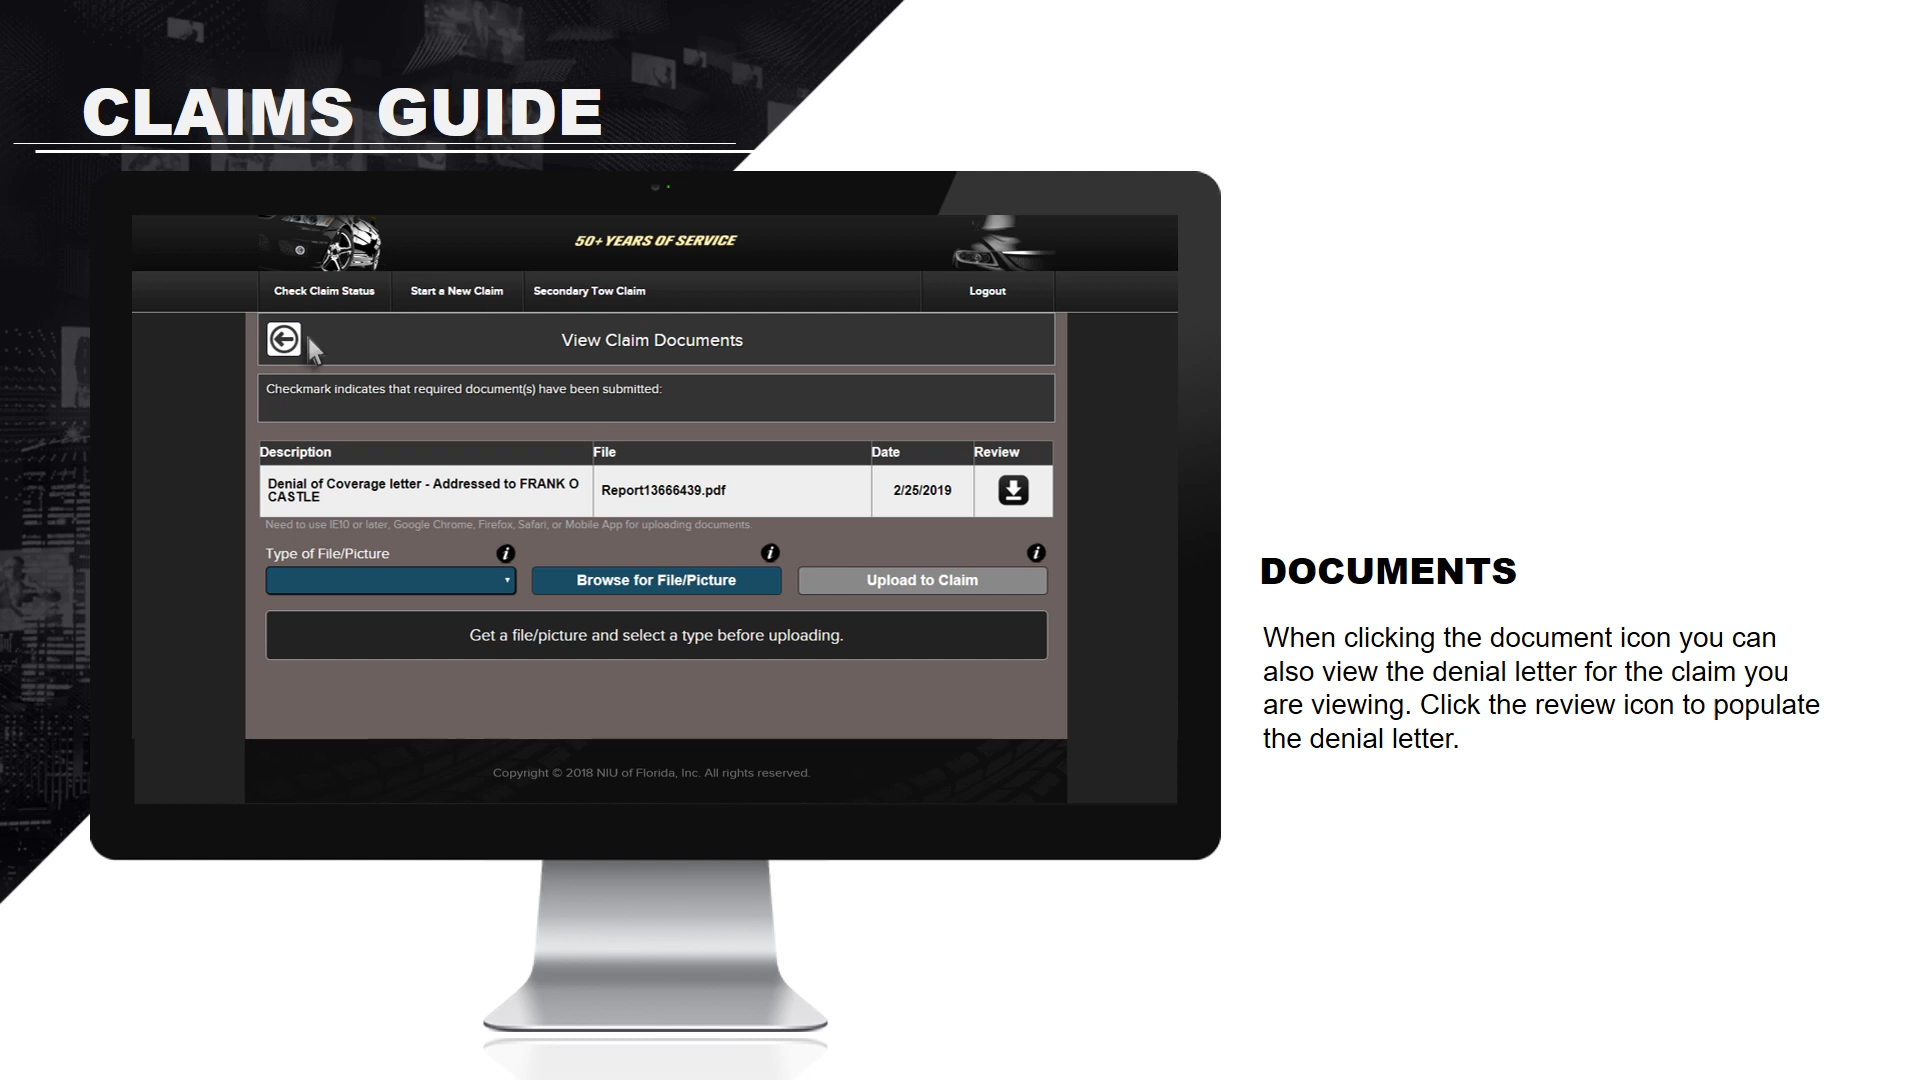 CLAIMS GUIDE
50+ YEARS OF SERVICE
Check Claim Status
Start a New Claim
Secondary Tow Claim
Logout
View Claim Documents
Checkmark indicates that required document(s) have been submitted:
Description
File
Date
Review
Denial of Coverage letter - Addressed to FRANK O
CASTLE
Report13666439.pdf
2/25/2019
Need to use IE10 or later, Google Chrome, Firefox, Safari, or Mobile App for uploading documents.
Type of File/Picture
Browse for File/Picture
Upload to Claim
Get a file/picture and select a type before uploading.
Copyright © 2018 NIU of Florida, Inc. All rights reserved.
DOCUMENTS
When clicking the document icon you can
also view the denial letter for the claim you
are viewing. Click the review icon to populate
the denial letter.